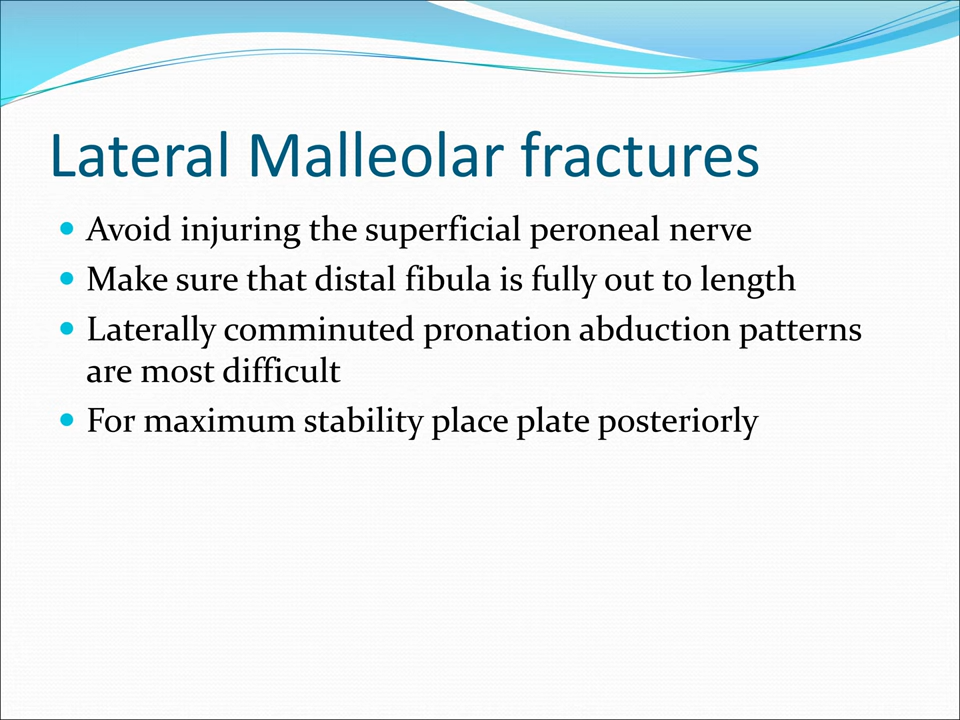 Lateral Malleolar fractures
• Avoid injuring the superficial peroneal nerve
• Make sure that distal fibula is fully out to length
• Laterally comminuted pronation abduction patterns
are most difficult
• For maximum stability place plate posteriorly